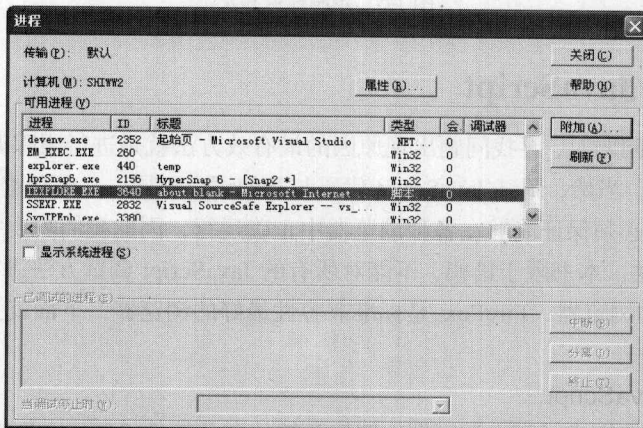 进程
传输(P): 默认
关闭(C)
计算机(M): SHIWW2
属性(R)...
帮助(H)
可用进程(V)
进程 ID 标题 类型 会 调试器
附加(A)...
devenv.exe 2352 起始页 - Microsoft Visual Studio .NET...
刷新(F)
EM_EXEC.EXE 260 Win32 0
explorer.exe 440 temp Win32 0
HprSnap6.exe 2156 HyperSnap 6 - [Snap2 *] Win32 0
IEXPLORE.EXE 3640 about:blank - Microsoft Internet 脚本 0
SSEXP.EXE 2832 Visual SourceSafe Explorer -- vs_... Win32 0
SynTPEnh.exe 3380 Win32 0
显示系统进程(S)
已调试的进程(E)
中断(B)
分离(D)
终止(T)
当调试停止时(W):